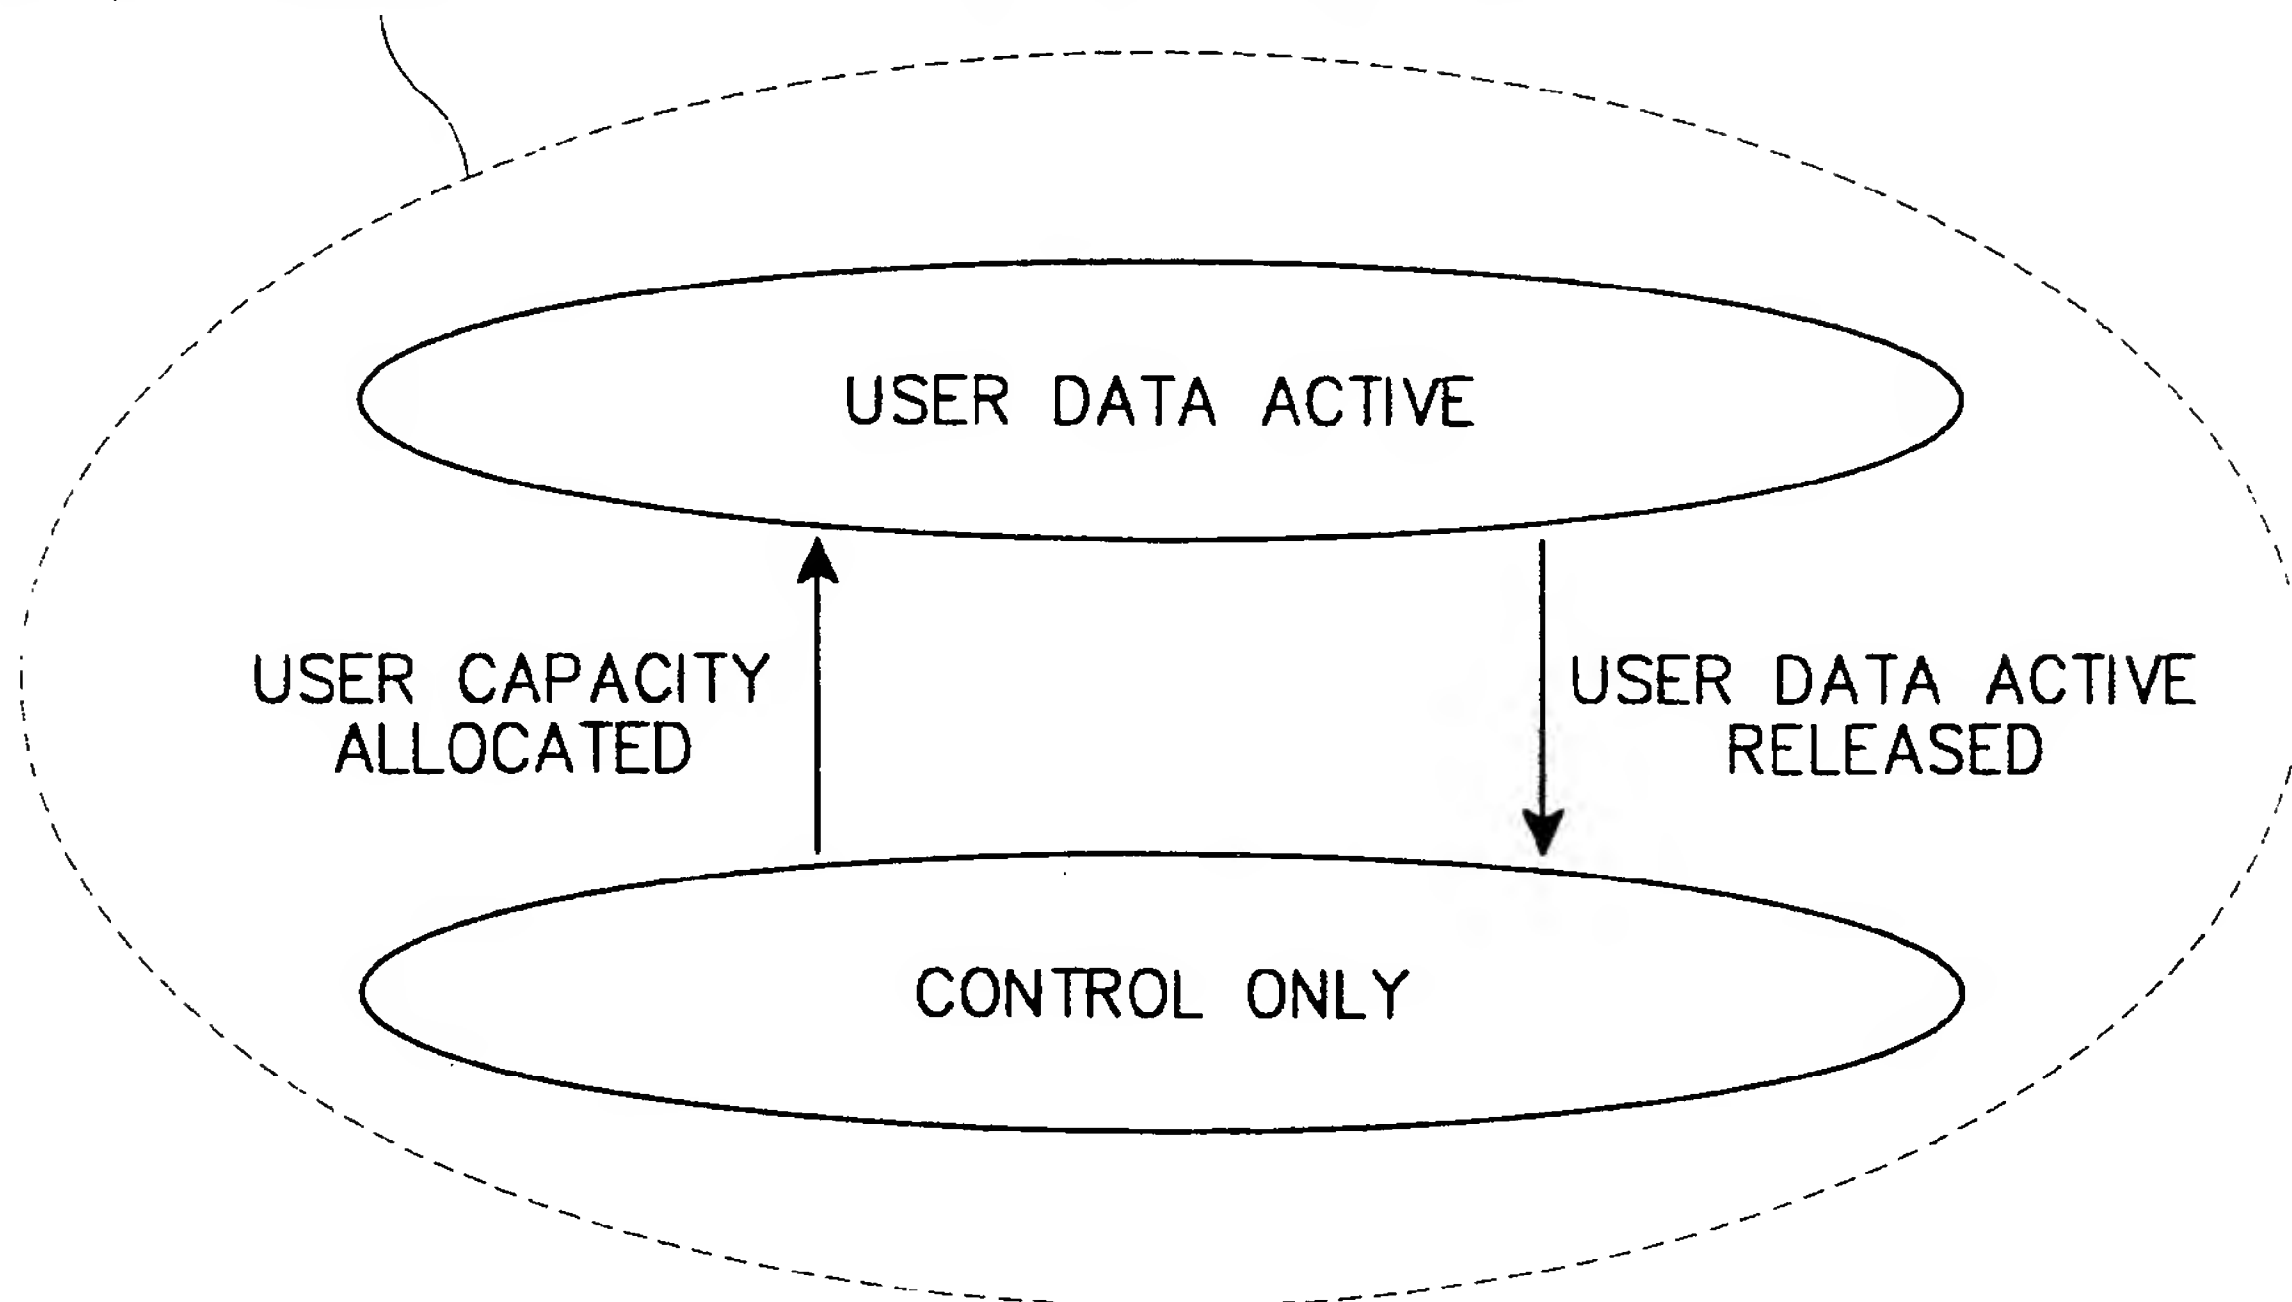 USER DATA ACTIVE
USER CAPACITY
ALLOCATED
USER DATA ACTIVE
RELEASED
CONTROL ONLY